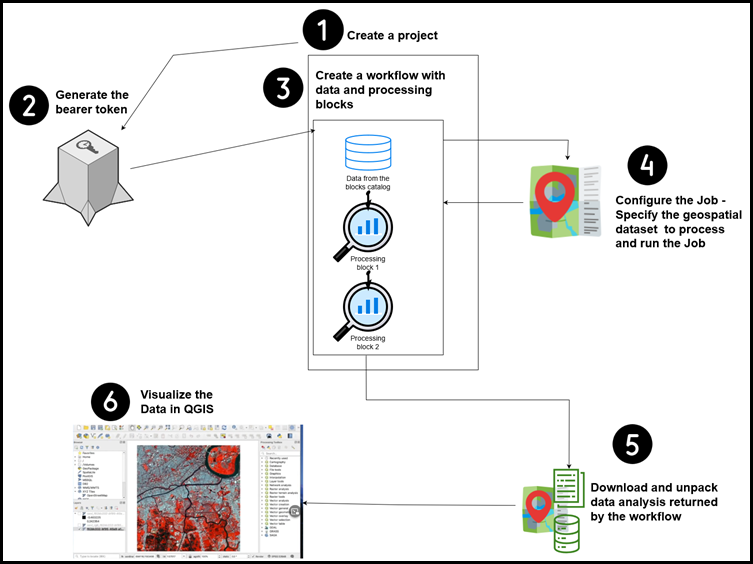 1
Create a project
2
Generate the
bearer token
3
Create a workflow with
data and processing
blocks
Data from the
blocks catalog
Processing
block 1
Processing
block 2
4
Configure the Job -
Specify the geospatial
dataset to process
and run the Job
5
Download and unpack
data analysis returned
by the workflow
6
Visualize the
Data in QGIS